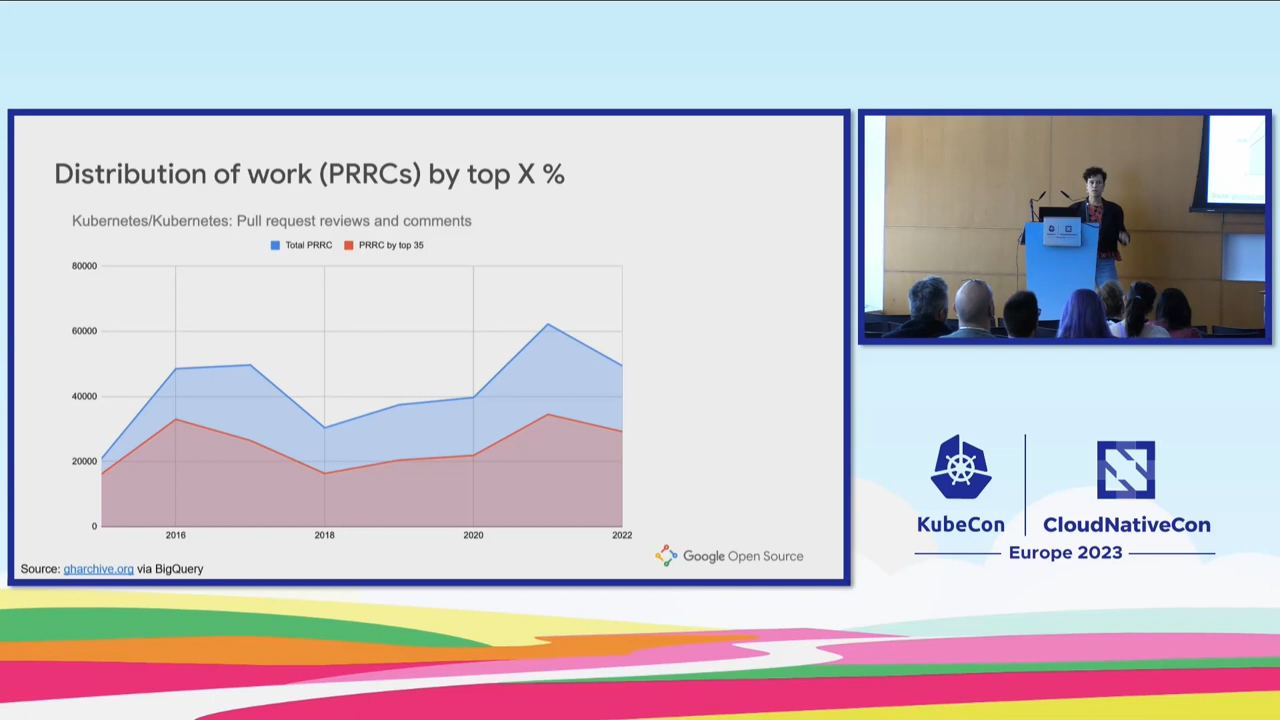 Distribution of work (PRRCs) by top X %
Kubernetes/Kubernetes: Pull request reviews and comments
Total PRRC
PRRC by top 35
80000
60000
40000
20000
0
2016
2018
2020
2022
Source: gharchive.org via BigQuery
Google Open Source
KubeCon
CloudNativeCon
Europe 2023